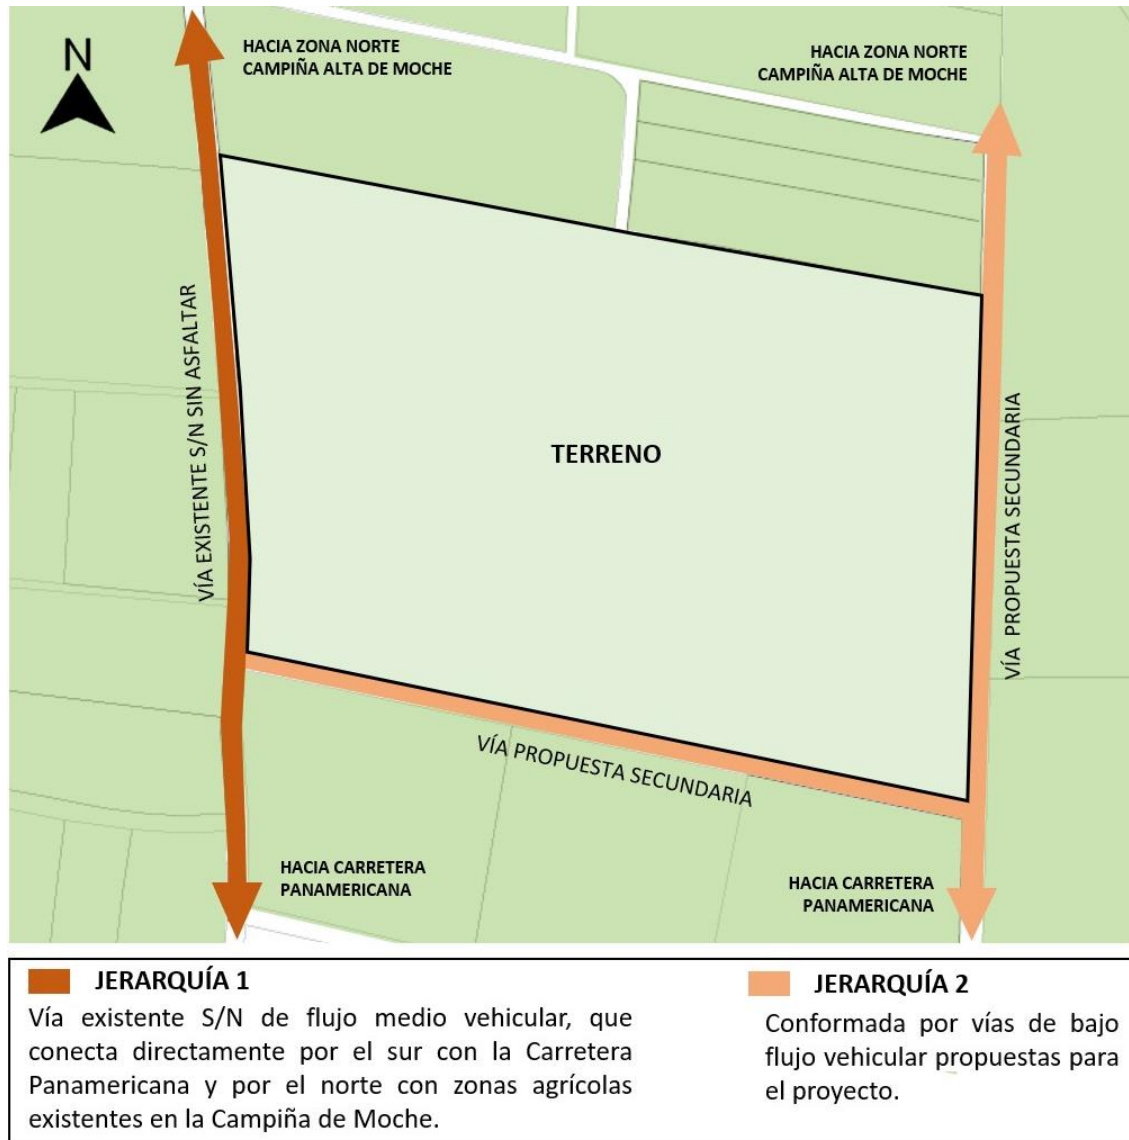 N
HACIA ZONA NORTE
CAMPIÑA ALTA DE MOCHE
HACIA ZONA NORTE
CAMPIÑA ALTA DE MOCHE
VÍA EXISTENTE S/N SIN ASFALTAR
TERRENO
VÍA PROPUESTA SECUNDARIA
VÍA PROPUESTA SECUNDARIA
HACIA CARRETERA
PANAMERICANA
HACIA CARRETERA
PANAMERICANA
JERARQUÍA 1
Vía existente S/N de flujo medio vehicular, que
conecta directamente por el sur con la Carretera
Panamericana y por el norte con zonas agrícolas
existentes en la Campiña de Moche.
JERARQUÍA 2
Conformada por vías de bajo
flujo vehicular propuestas para
el proyecto.